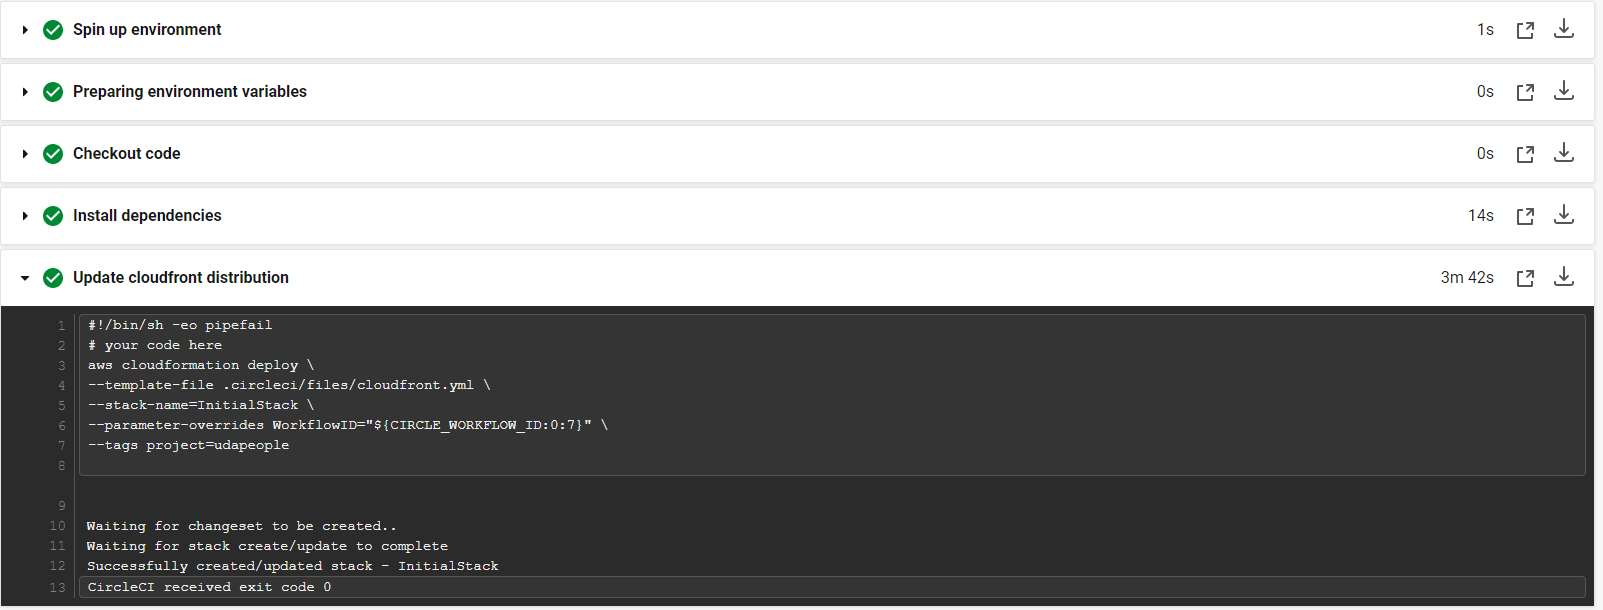 Spin up environment 1s
Preparing environment variables 0s
Checkout code 0s
Install dependencies 14s
Update cloudfront distribution 3m 42s
1 #!/bin/sh -eo pipefail
2 # your code here
3 aws cloudformation deploy \
4 --template-file .circleci/files/cloudfront.yml \
5 --stack-name=InitialStack \
6 --parameter-overrides WorkflowID="${CIRCLE_WORKFLOW_ID:0:7}" \
7 --tags project=udapeople
8
9
10 Waiting for changeset to be created..
11 Waiting for stack create/update to complete
12 Successfully created/updated stack - InitialStack
13 CircleCI received exit code 0